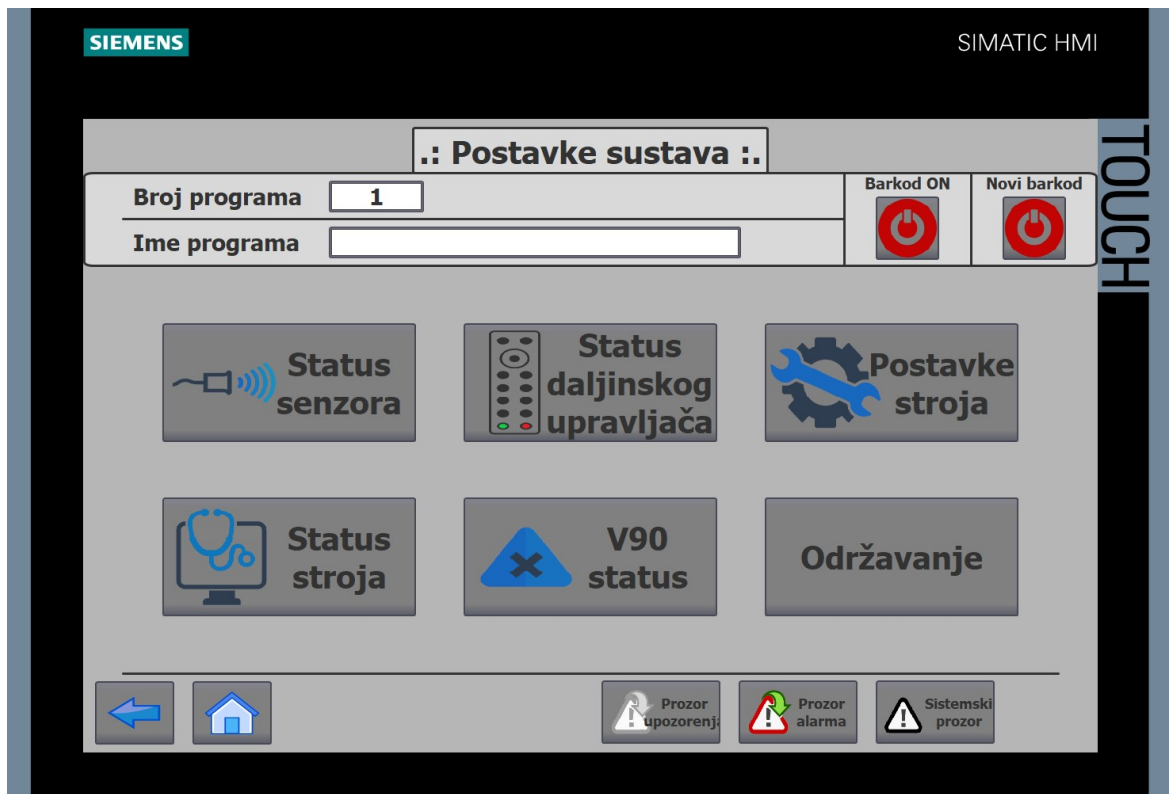 SIEMENS
SIMATIC HMI
TOUCH
.: Postavke sustava :.
Broj programa 1
Barkod ON
Novi barkod
Ime programa
Status
senzora
Status
daljinskog
upravljača
Postavke
stroja
Status
stroja
V90
status
Održavanje
Prozor
upozorenj
Prozor
alarma
Sistemski
prozor